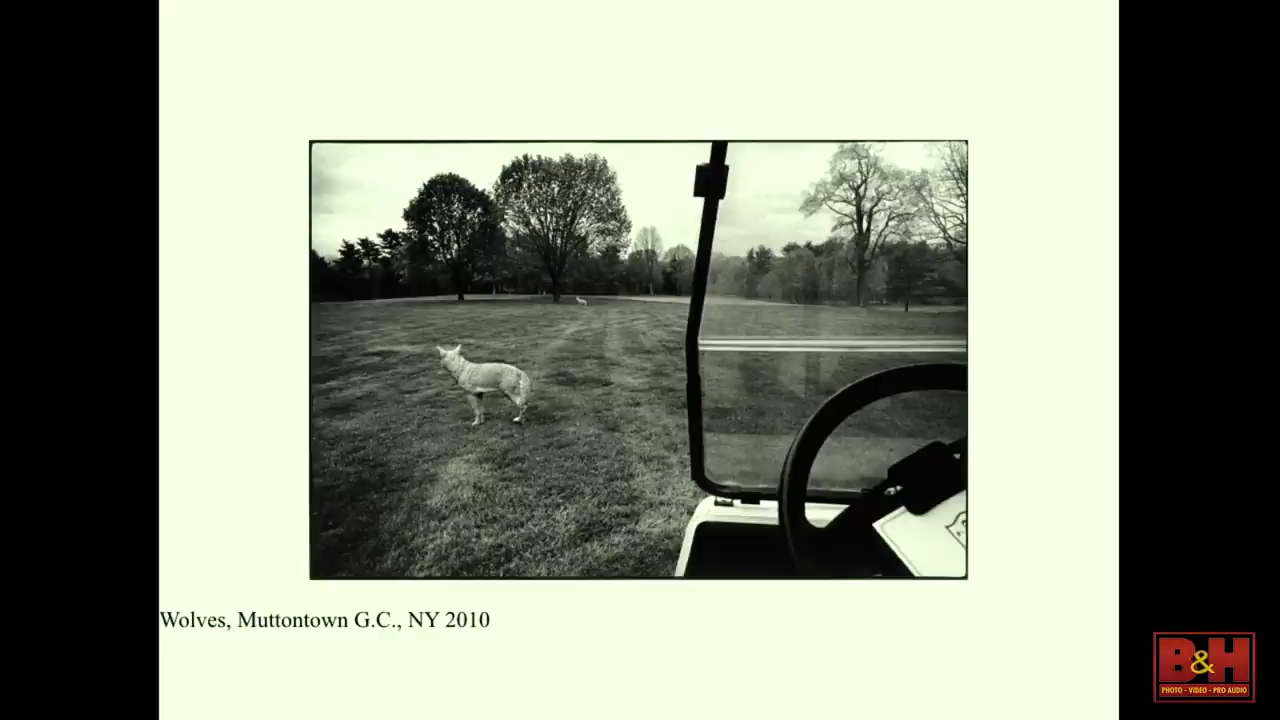 Wolves, Muttontown G.C., NY 2010
B&H
PHOTO - VIDEO - PRO AUDIO